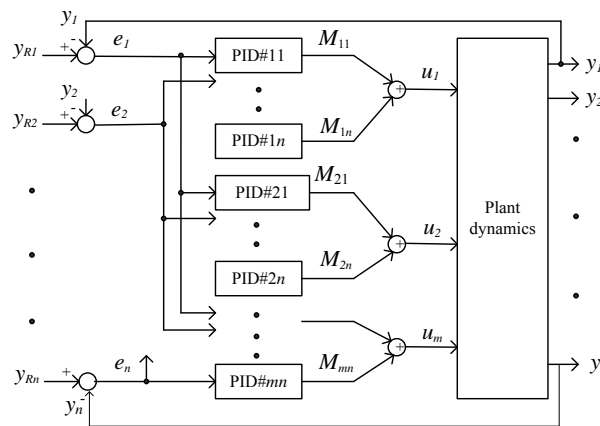 y1
yR1 + - e1 PID#11 M11 u1 y1
y2
yR2 + - e2 M1n y2
PID#1n
PID#21 M21
Plant
dynamics
+ u2
PID#2n M2n
+ um
yRn + en PID#mn Mmn y
yn -